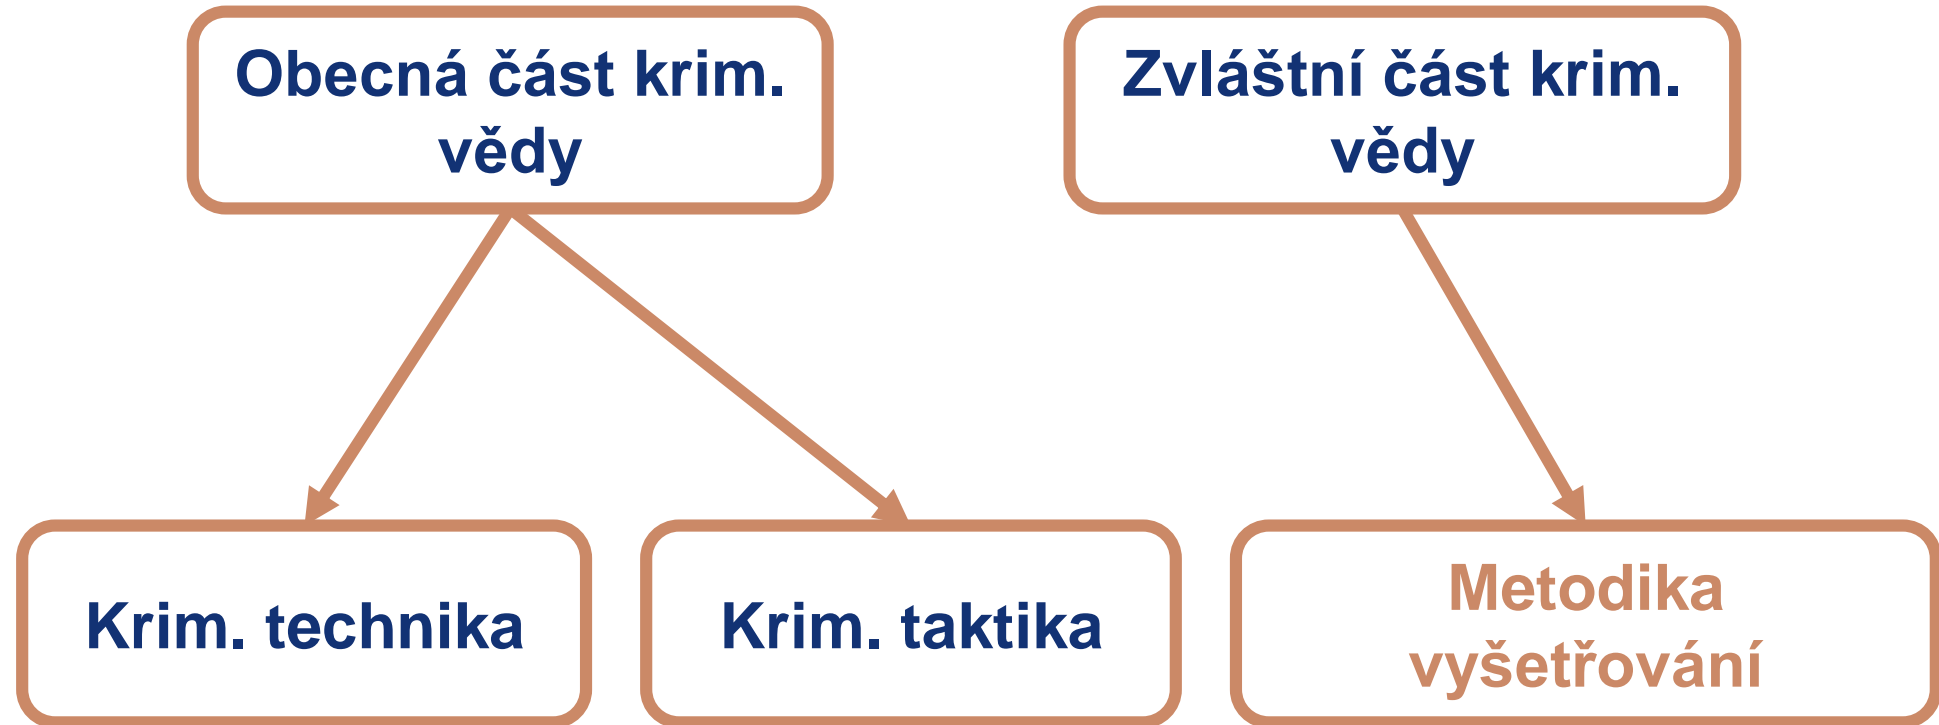 Obecná část krim.
vědy
Zvláštní část krim.
vědy
Krim. technika
Krim. taktika
Metodika
vyšetřování